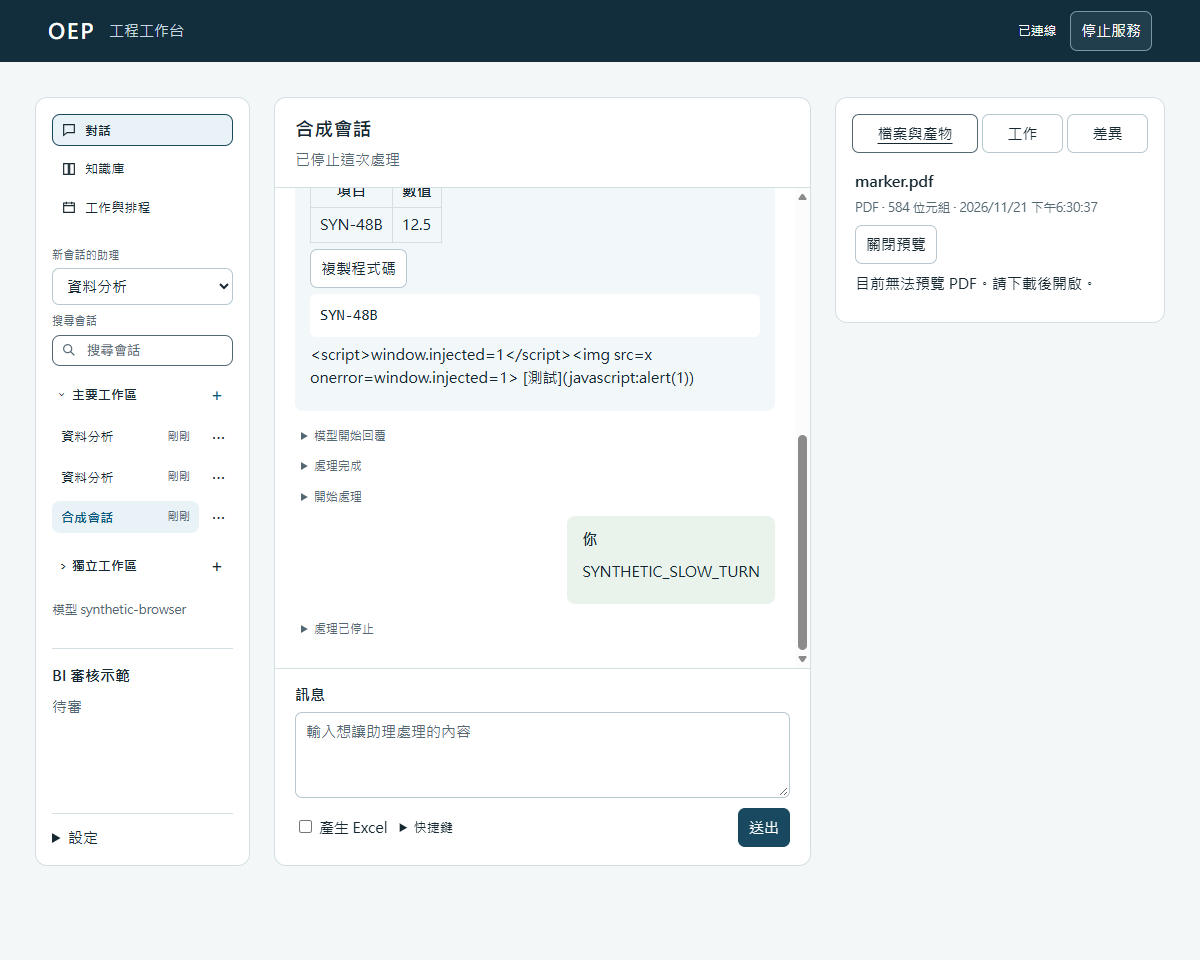 OEP 工程工作台
已連線 停止服務
對話
知識庫
工作與排程
新會話的助理
資料分析
搜尋會話
搜尋會話
主要工作區 +
資料分析 剛剛 ...
資料分析 剛剛 ...
合成會話 剛剛 ...
獨立工作區 +
模型 synthetic-browser
BI 審核示範
待審
設定
合成會話
已停止這次處理
項目 數值
SYN-48B 12.5
複製程式碼
SYN-48B
<script>window.injected=1</script><img src=x
onerror=window.injected=1> [測試](javascript:alert(1))
模型開始回覆
處理完成
開始處理
你
SYNTHETIC_SLOW_TURN
處理已停止
訊息
輸入想讓助理處理的內容
產生 Excel 快捷鍵
送出
檔案與產物 工作 差異
marker.pdf
PDF · 584 位元組 · 2026/11/21 下午6:30:37
關閉預覽
目前無法預覽 PDF。請下載後開啟。